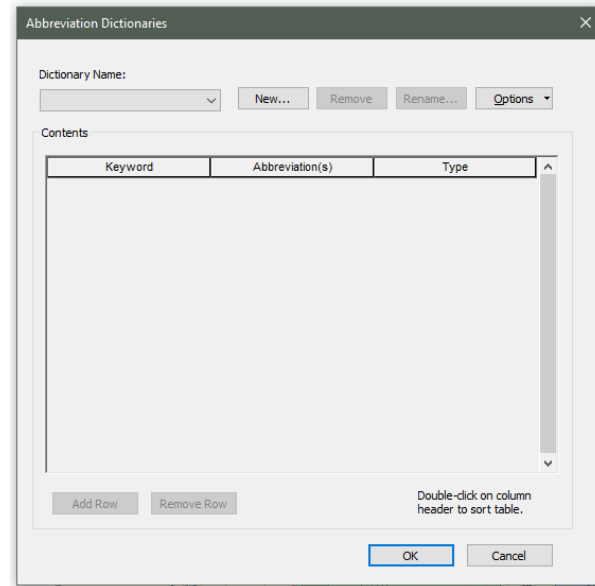 Abbreviation Dictionaries
Dictionary Name:
New... Remove Rename... Options
Contents
Keyword Abbreviation(s) Type
Add Row Remove Row
Double-click on column
header to sort table.
OK Cancel